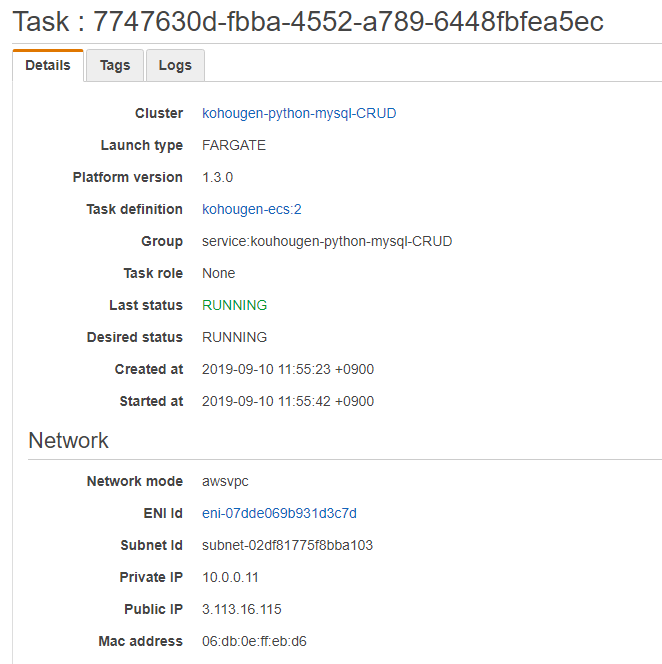 Task : 7747630d-fbba-4552-a789-6448fbfea5ec
Details Tags Logs
Cluster kohougen-python-mysql-CRUD
Launch type FARGATE
Platform version 1.3.0
Task definition kohougen-ecs:2
Group service:kouhougen-python-mysql-CRUD
Task role None
Last status RUNNING
Desired status RUNNING
Created at 2019-09-10 11:55:23 +0900
Started at 2019-09-10 11:55:42 +0900
Network
Network mode awsvpc
ENI Id eni-07dde069b931d3c7d
Subnet Id subnet-02df81775f8bba103
Private IP 10.0.0.11
Public IP 3.113.16.115
Mac address 06:db:0e:ff:eb:d6